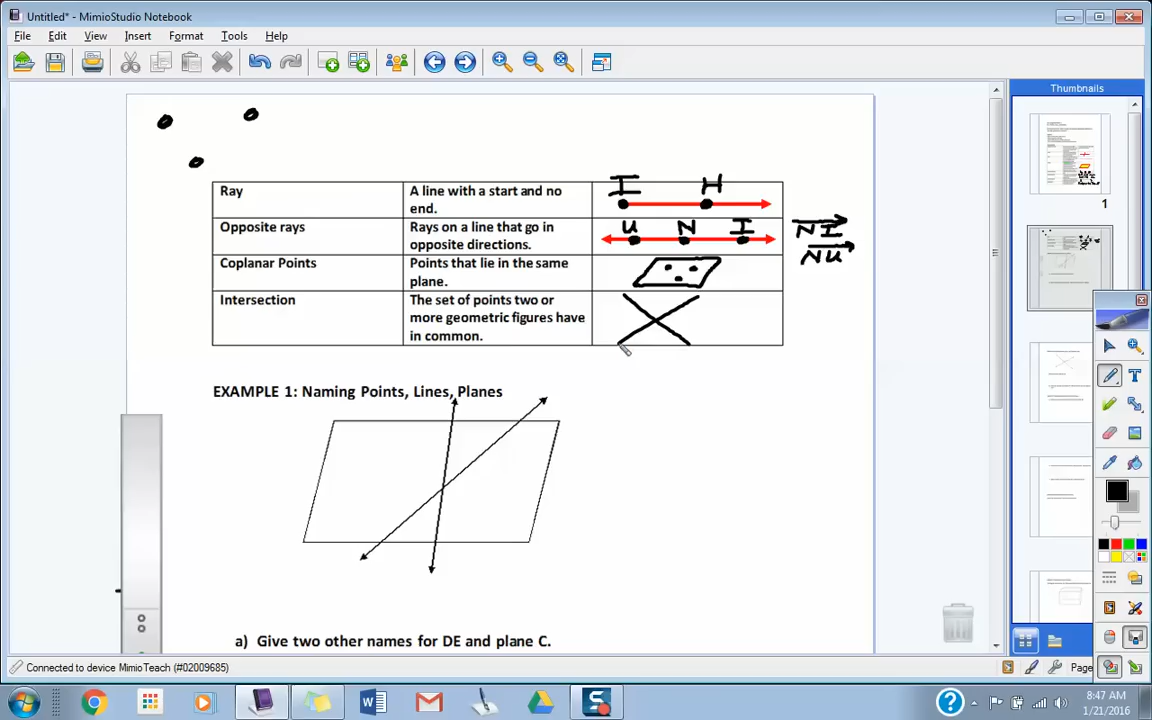 Untitled* - MimioStudio Notebook
File Edit View Insert Format Tools Help
Thumbnails
Ray
A line with a start and no
end.
I H
Opposite rays
Rays on a line that go in
opposite directions.
U N I
NI
NU
Coplanar Points
Points that lie in the same
plane.
Intersection
The set of points two or
more geometric figures have
in common.
EXAMPLE 1: Naming Points, Lines, Planes
a) Give two other names for DE and plane C.
1
T
Connected to device MimioTeach (#02009685)
Page
8:47 AM
1/21/2016